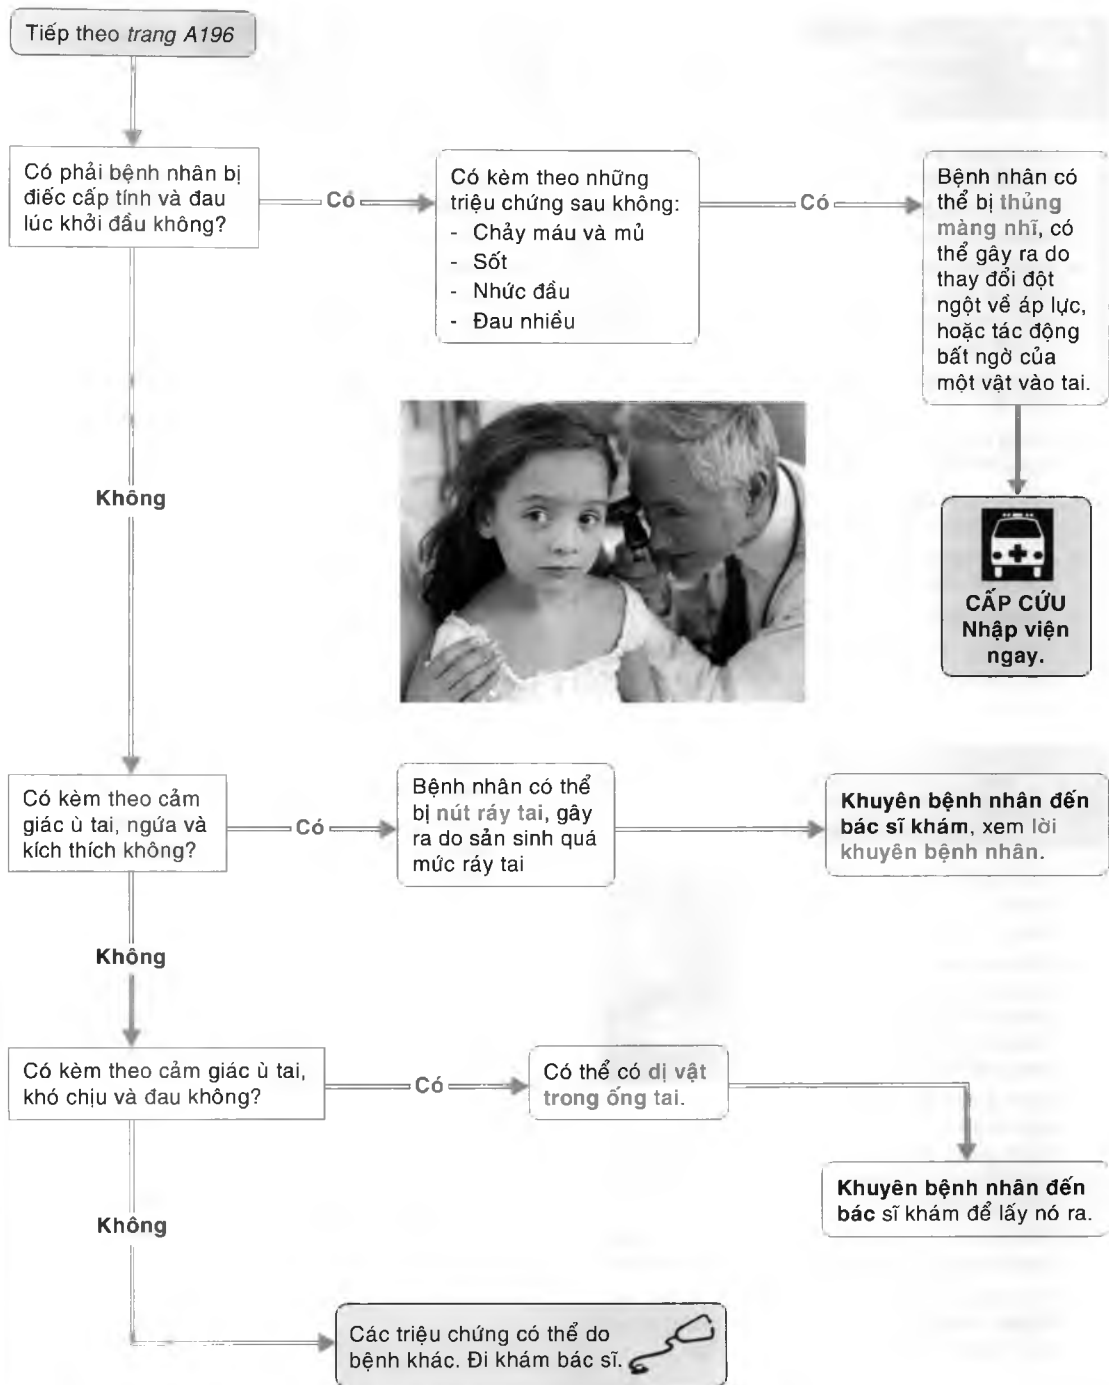 Tiếp theo trang A196
Có phải bệnh nhân bị
điếc cấp tính và đau
lúc khởi đầu không?
Có
Có kèm theo những
triệu chứng sau không:
- Chảy máu và mủ
- Sốt
- Nhức đầu
- Đau nhiều
Có
Bệnh nhân có
thể bị thủng
màng nhĩ, có
thể gây ra do
thay đổi đột
ngột về áp lực,
hoặc tác động
bất ngờ của
một vật vào tai.
CẤP CỨU
Nhập viện
ngay.
Không
Có kèm theo cảm
giác ù tai, ngứa và
kích thích không?
Có
Bệnh nhân có thể
bị nút ráy tai, gây
ra do sản sinh quá
mức ráy tai
Khuyên bệnh nhân đến
bác sĩ khám, xem lời
khuyên bệnh nhân.
Không
Có kèm theo cảm giác ù tai,
khó chịu và đau không?
Có
Có thể có dị vật
trong ống tai.
Khuyên bệnh nhân đến
bác sĩ khám để lấy nó ra.
Không
Các triệu chứng có thể do
bệnh khác. Đi khám bác sĩ.